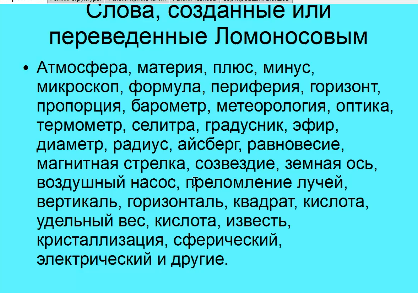 Слова, созданные или
переведенные Ломоносовым
• Атмосфера, материя, плюс, минус,
микроскоп, формула, периферия, горизонт,
пропорция, барометр, метеорология, оптика,
термометр, селитра, градусник, эфир,
диаметр, радиус, айсберг, равновесие,
магнитная стрелка, созвездие, земная ось,
воздушный насос, преломление лучей,
вертикаль, горизонталь, квадрат, кислота,
удельный вес, кислота, известь,
кристаллизация, сферический,
электрический и другие.